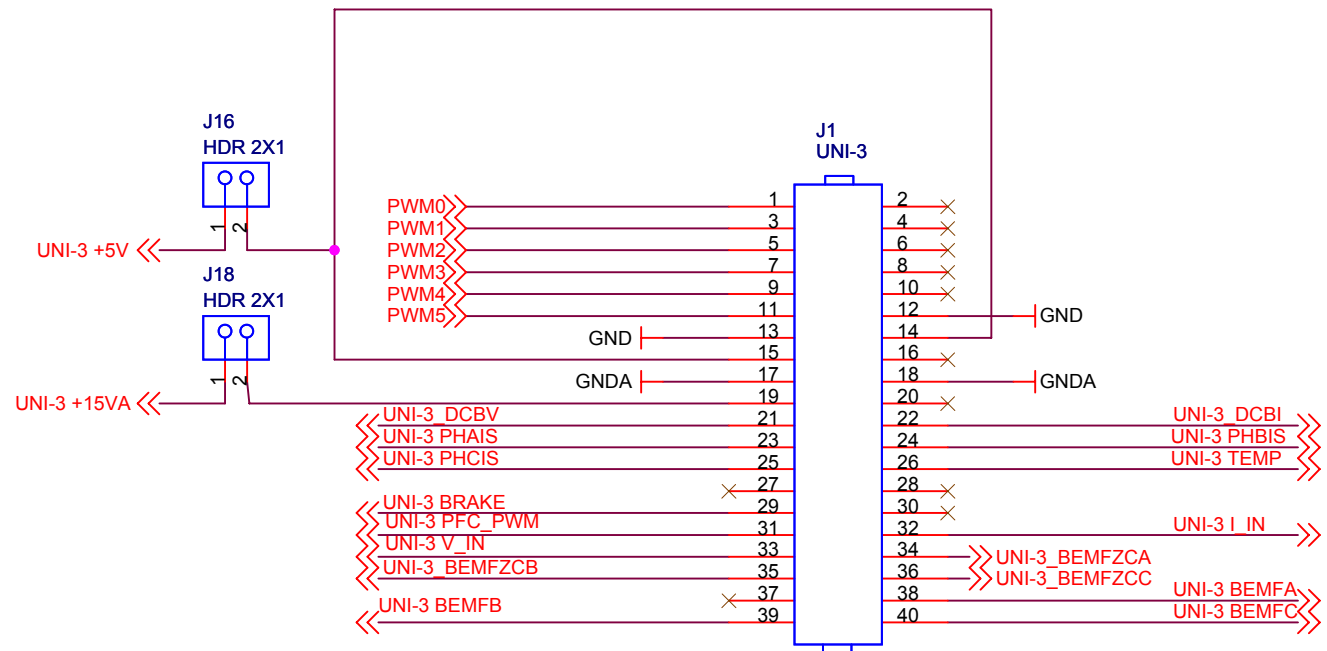 J16
HDR 2X1
1
2
UNI-3 +5V
J18
HDR 2X1
1
2
UNI-3 +15VA
J1
UNI-3
PWM0 1 2
PWM1 3 4
PWM2 5 6
PWM3 7 8
PWM4 9 10
PWM5 11 12 GND
GND 13 14
15 16
GNDA 17 18 GNDA
19 20
UNI-3_DCBV 21 22 UNI-3_DCBI
UNI-3 PHAIS 23 24 UNI-3 PHBIS
UNI-3 PHCIS 25 26 UNI-3 TEMP
27 28
UNI-3 BRAKE 29 30
UNI-3 PFC_PWM 31 32 UNI-3 I_IN
UNI-3 V_IN 33 34 UNI-3_BEMFZCA
UNI-3_BEMFZCB 35 36 UNI-3_BEMFZCC
37 38 UNI-3 BEMFA
UNI-3 BEMFB 39 40 UNI-3 BEMFC